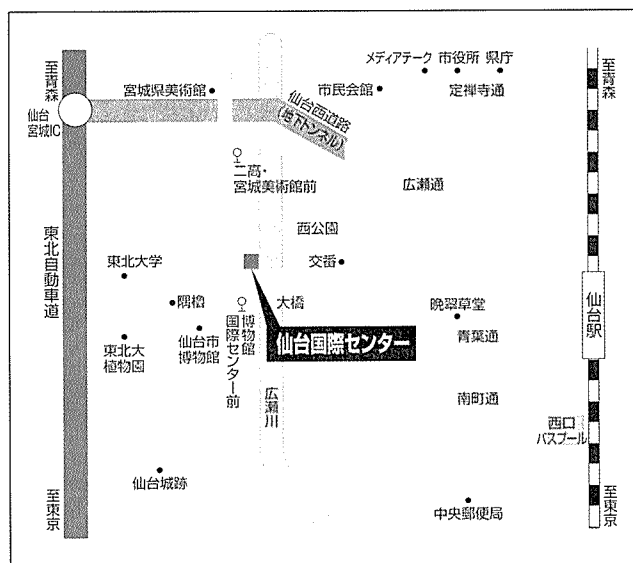 至青森
仙台
宮城IC
東北自動車道
至東京
宮城県美術館
仙台西道路
(地下トンネル)
メディアテーク
市役所
県庁
市民会館
定禅寺通
至青森
二高・
宮城美術館前
広瀬通
西公園
交番
東北大学
隅櫓
大橋
晩翠草堂
仙台駅
東北大
植物園
仙台市
博物館
博物館
国際センター前
仙台国際センター
青葉通
広瀬川
南町通
西口
バスプール
仙台城跡
中央郵便局
至東京